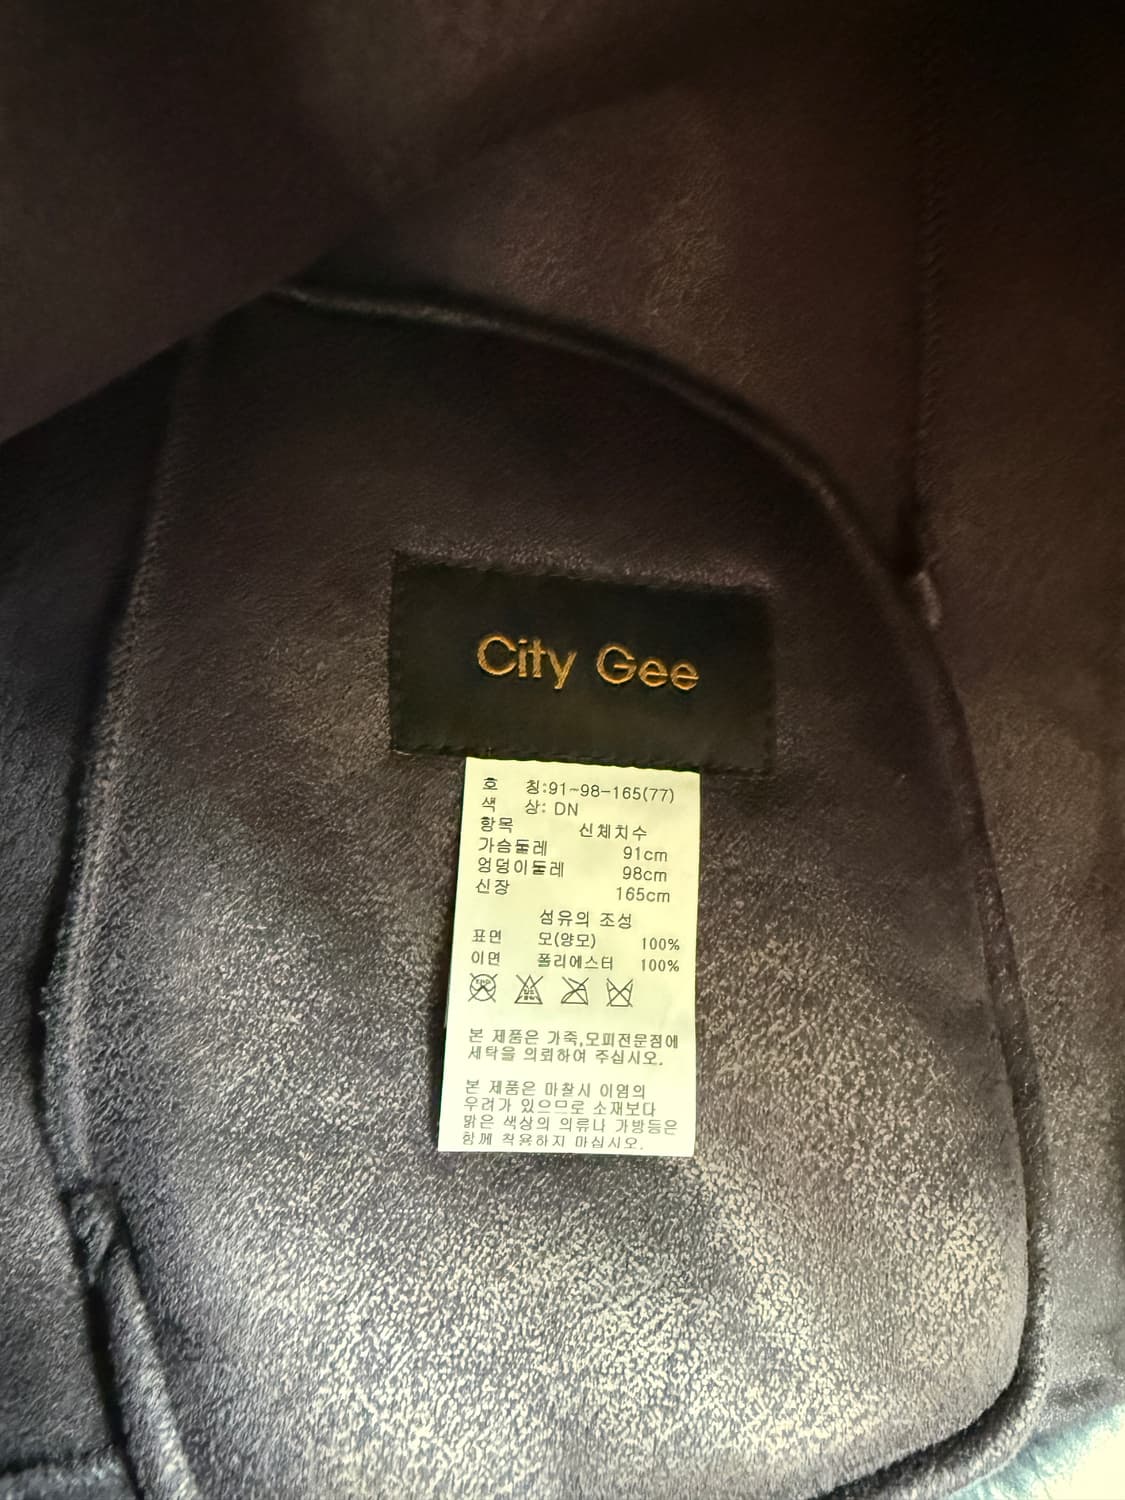 City Gee
호 칭:91-98-165(77)
색 상: DN
항목 신체치수
가슴둘레 91cm
엉덩이둘레 98cm
신장 165cm
섬유의 조성
표면 모(양모) 100%
이면 폴리에스터 100%
본 제품은 가죽,모피전문점에
세탁을 의뢰하여 주십시오.
본 제품은 마찰시 이염의
우려가 있으므로 소재보다
밝은 색상의 의류나 가방등은
함께 착용하지 마십시오.